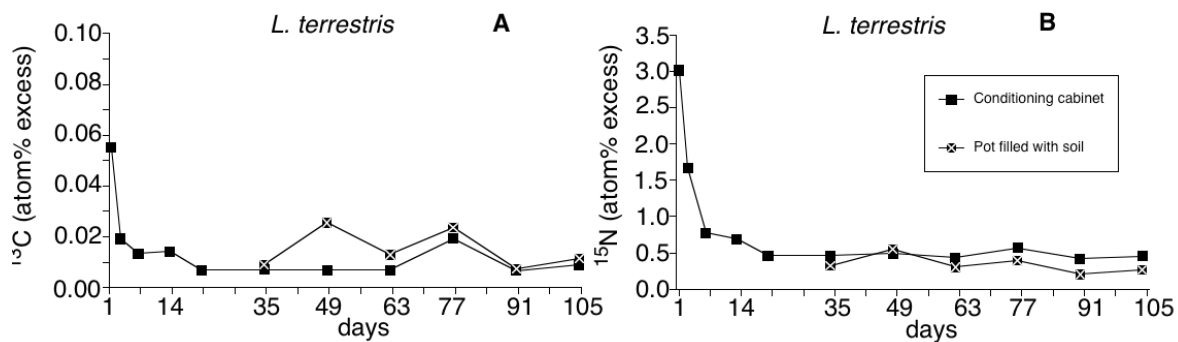 L. terrestris A
13C (atom% excess)
0.10
0.08
0.06
0.04
0.02
0.00
1 14 35 49 63 77 91 105
days
L. terrestris B
15N (atom% excess)
3.5
3.0
2.5
2.0
1.5
1.0
0.5
0.0
1 14 35 49 63 77 91 105
days
Conditioning cabinet
Pot filled with soil